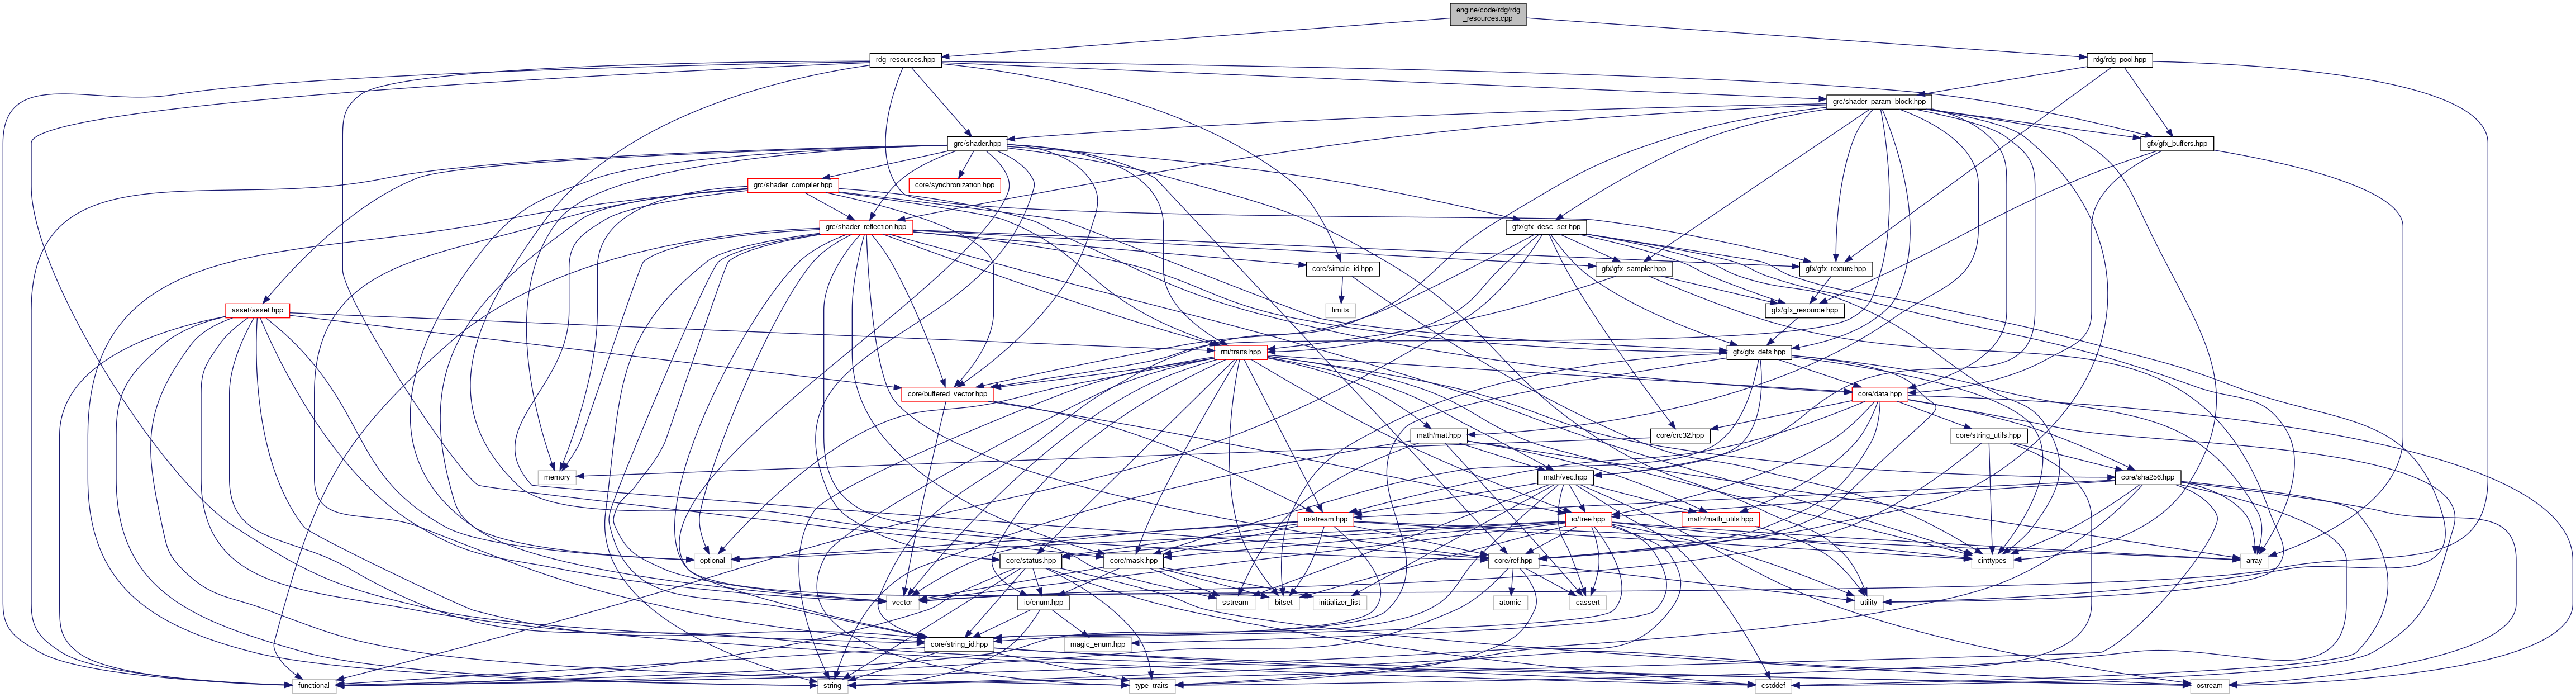 engine/code/rdg/rdg
_resources.cpp
rdg_resources.hpp
rdg/rdg_pool.hpp
grc/shader_param_block.hpp
grc/shader.hpp
gfx/gfx_buffers.hpp
grc/shader_compiler.hpp
core/synchronization.hpp
grc/shader_reflection.hpp
gfx/gfx_desc_set.hpp
core/simple_id.hpp
gfx/gfx_sampler.hpp
gfx/gfx_texture.hpp
asset/asset.hpp
limits
gfx/gfx_resource.hpp
rtti/traits.hpp
gfx/gfx_defs.hpp
core/buffered_vector.hpp
core/data.hpp
math/mat.hpp
core/crc32.hpp
core/string_utils.hpp
memory
math/vec.hpp
core/sha256.hpp
io/stream.hpp
io/tree.hpp
math/math_utils.hpp
optional
core/status.hpp
core/mask.hpp
core/ref.hpp
cinttypes
array
vector
io/enum.hpp
sstream
bitset
initializer_list
atomic
cassert
utility
core/string_id.hpp
magic_enum.hpp
functional
string
type_traits
cstddef
ostream